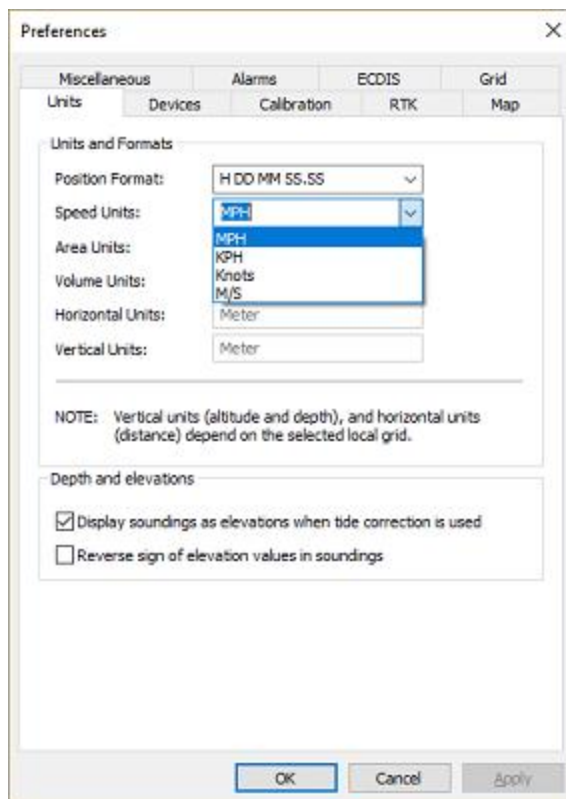 Preferences
Miscellaneous Alarms ECDIS Grid
Units Devices Calibration RTK Map
Units and Formats
Position Format: H DD MM SS.SS
Speed Units: MPH
MPH
Area Units:
KPH
Knots
Volume Units:
M/S
Horizontal Units: Meter
Vertical Units: Meter
NOTE: Vertical units (altitude and depth), and horizontal units
(distance) depend on the selected local grid.
Depth and elevations
Display soundings as elevations when tide correction is used
Reverse sign of elevation values in soundings
OK Cancel Apply